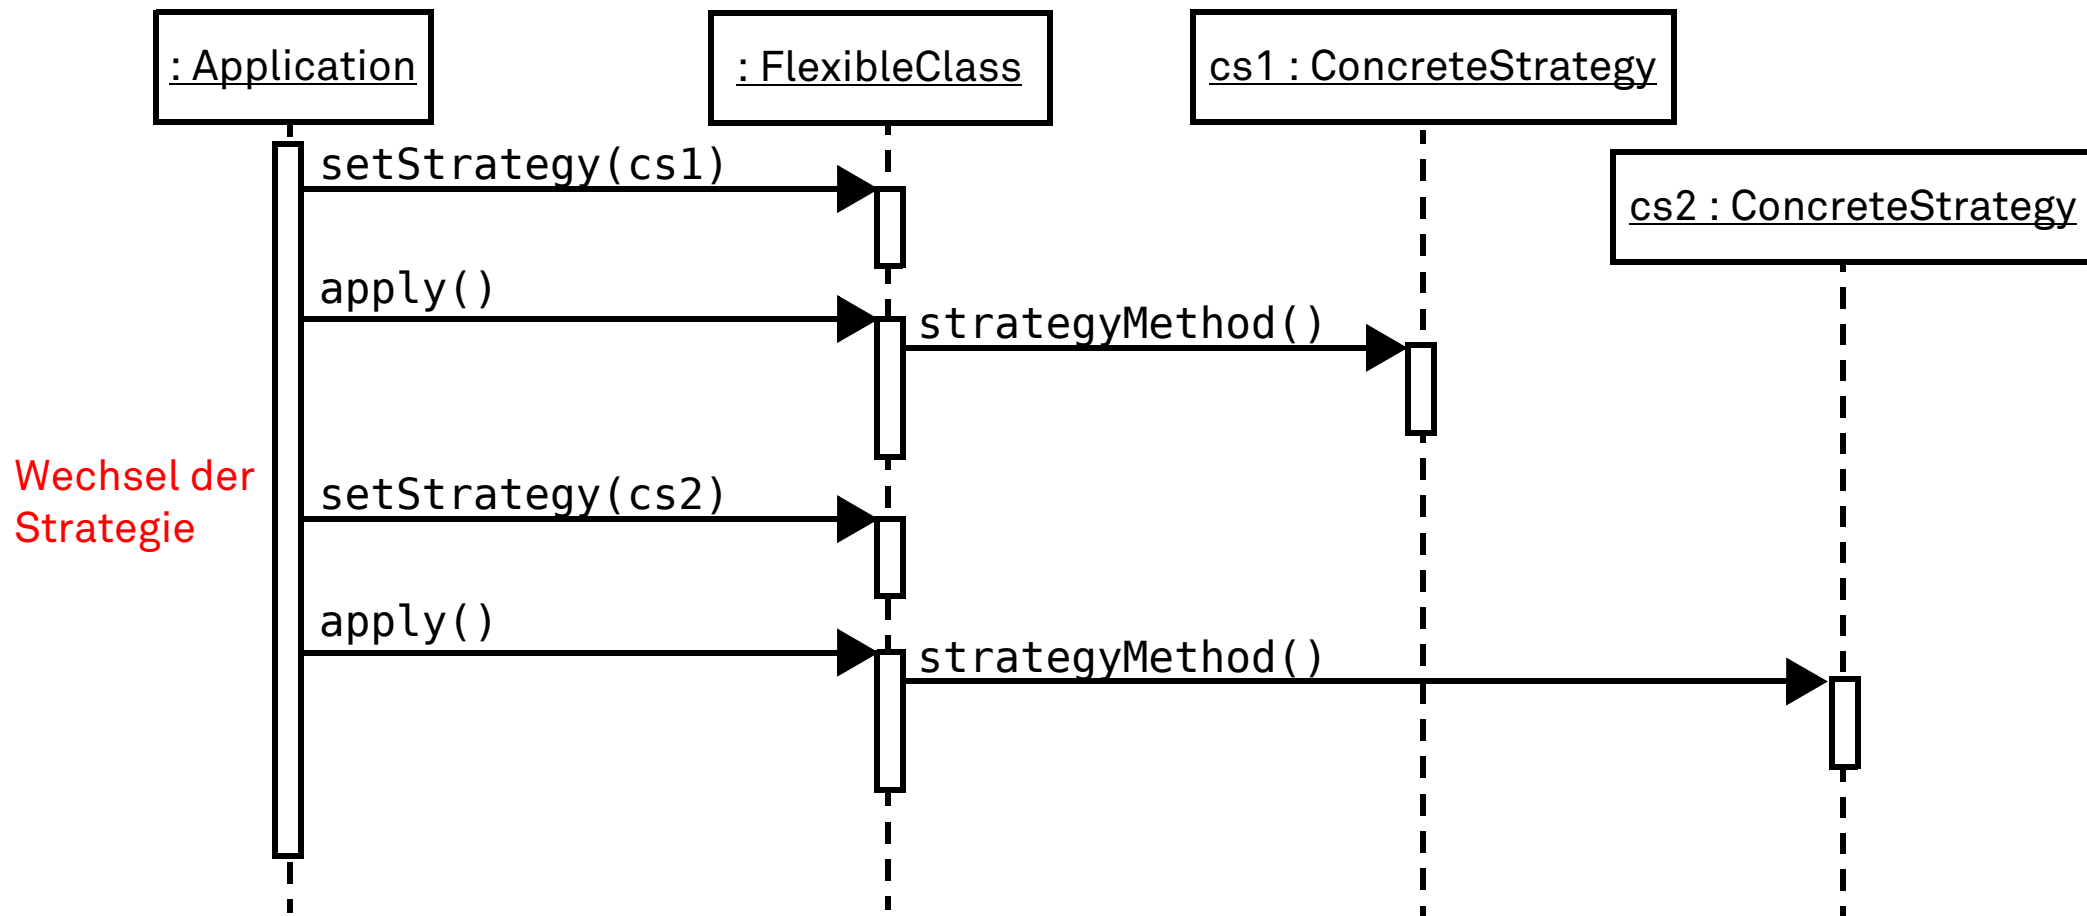 : Application
: FlexibleClass
cs1 : ConcreteStrategy
cs2 : ConcreteStrategy
setStrategy(cs1)
apply()
strategyMethod()
Wechsel der
Strategie
setStrategy(cs2)
apply()
strategyMethod()